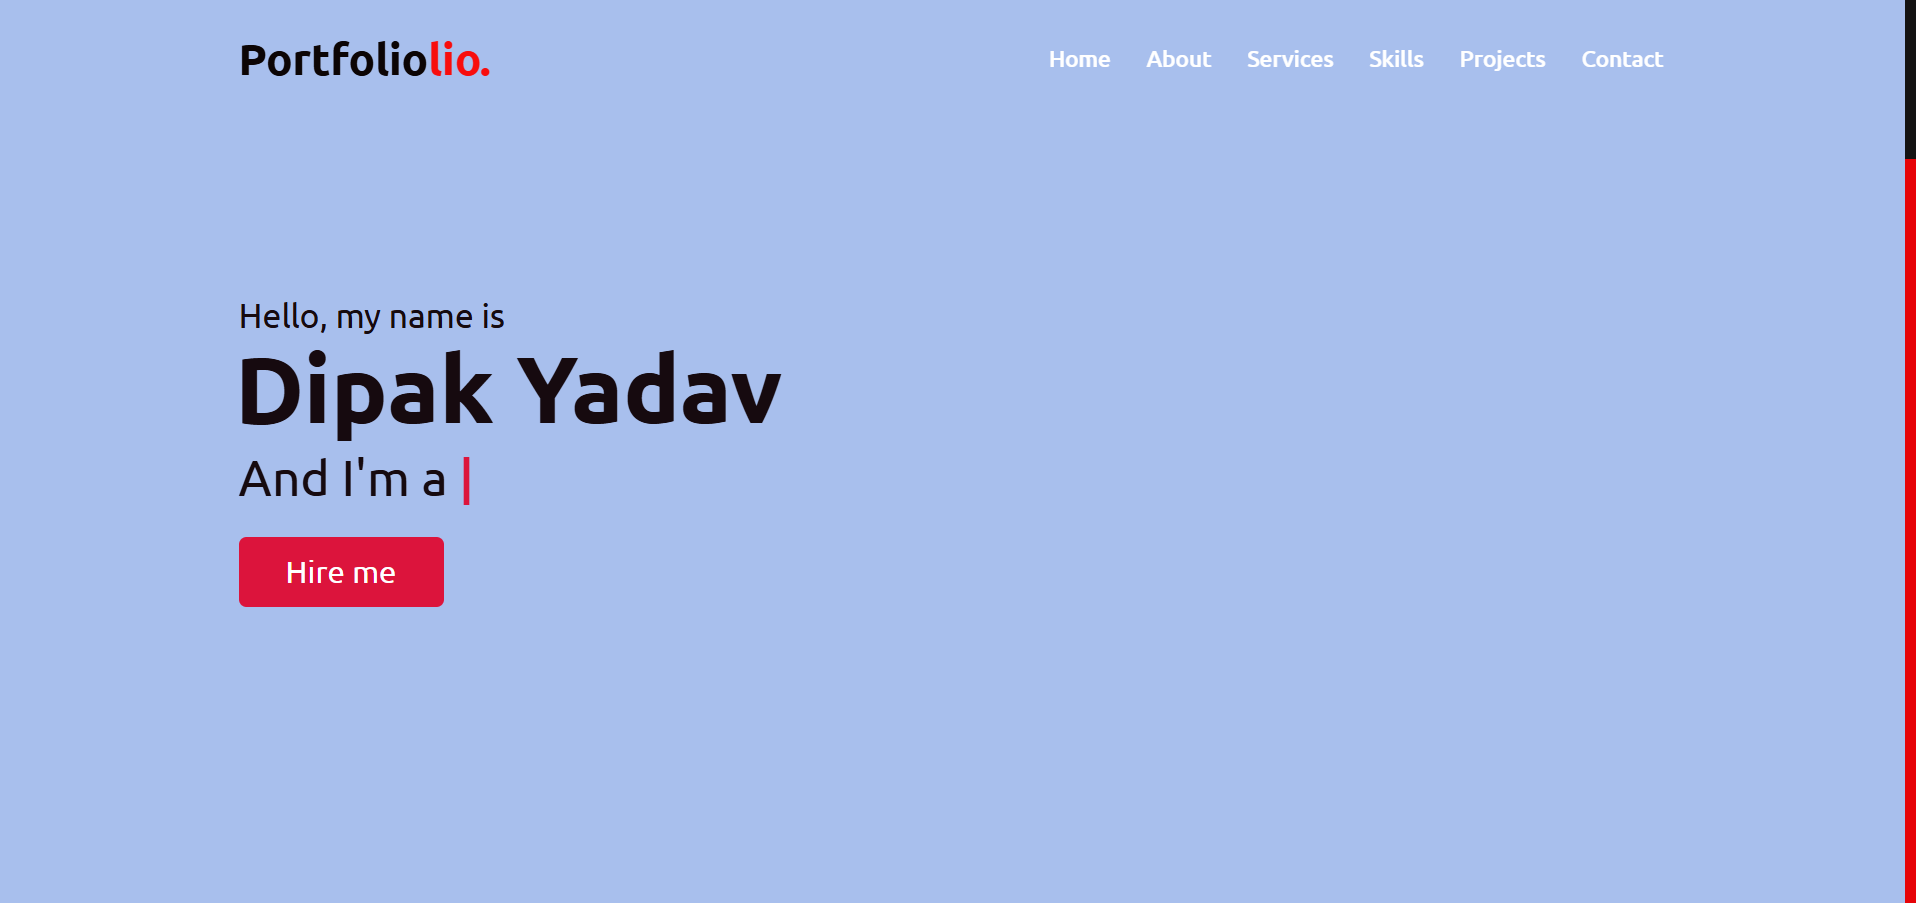 Portfoliolio.
Home About Services Skills Projects Contact
Hello, my name is
Dipak Yadav
And I'm a |
Hire me